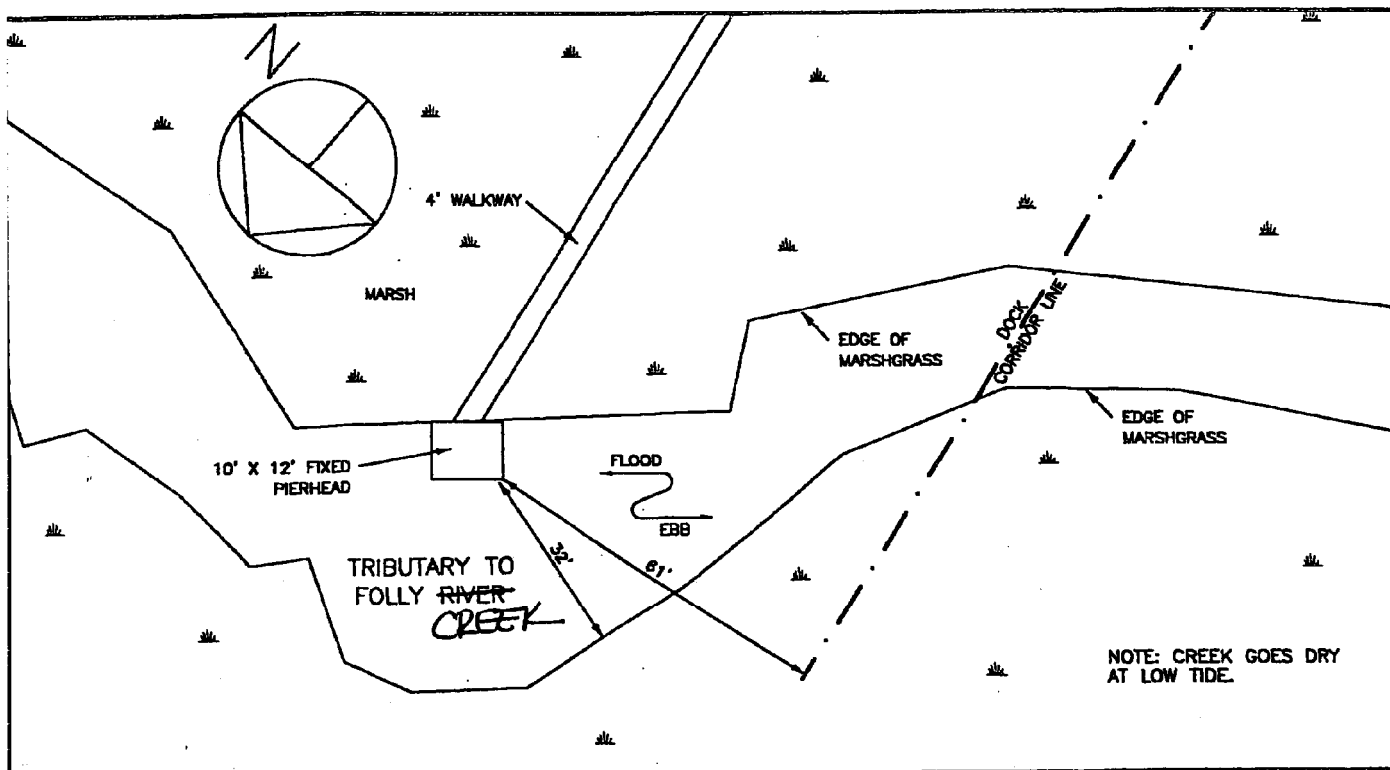 N
4' WALKWAY
MARSH
EDGE OF
MARSHGRASS
DOCK
CORRIDOR LINE
EDGE OF
MARSHGRASS
10' X 12' FIXED
PIERHEAD
FLOOD
EBB
32'
61'
TRIBUTARY TO
FOLLY RIVER
CREEK
NOTE: CREEK GOES DRY
AT LOW TIDE.